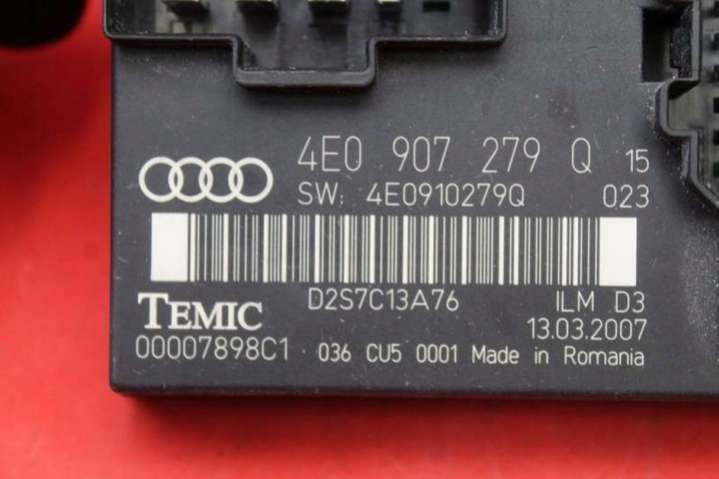 4E0 907 279 Q 15
SW: 4E0910279Q 023
D2S7C13A76 ILM D3
TEMIC 13.03.2007
00007898C1 036 CU5 0001 Made in Romania